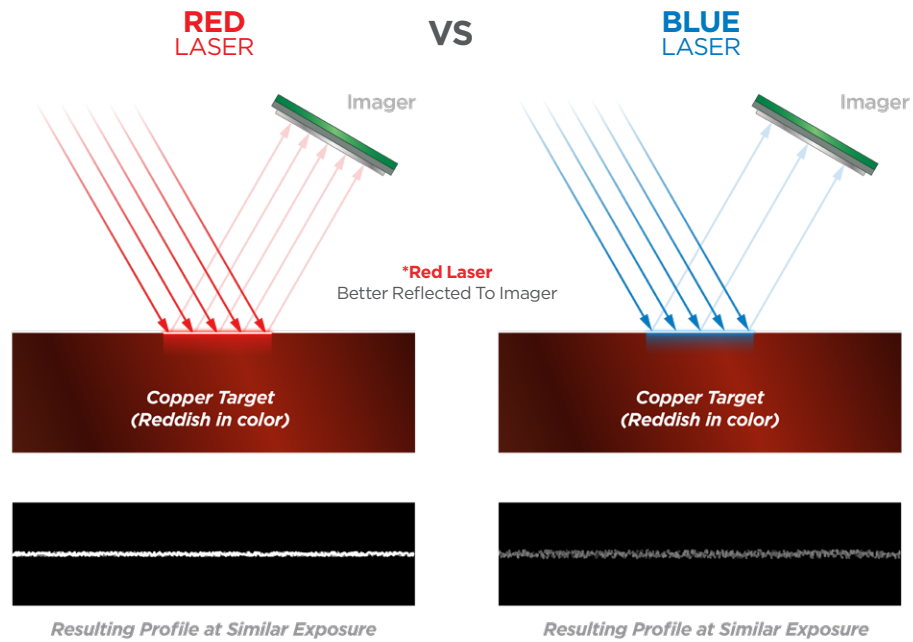 RED
LASER
VS
BLUE
LASER
Imager
Imager
*Red Laser
Better Reflected To Imager
Copper Target
(Reddish in color)
Copper Target
(Reddish in color)
Resulting Profile at Similar Exposure
Resulting Profile at Similar Exposure